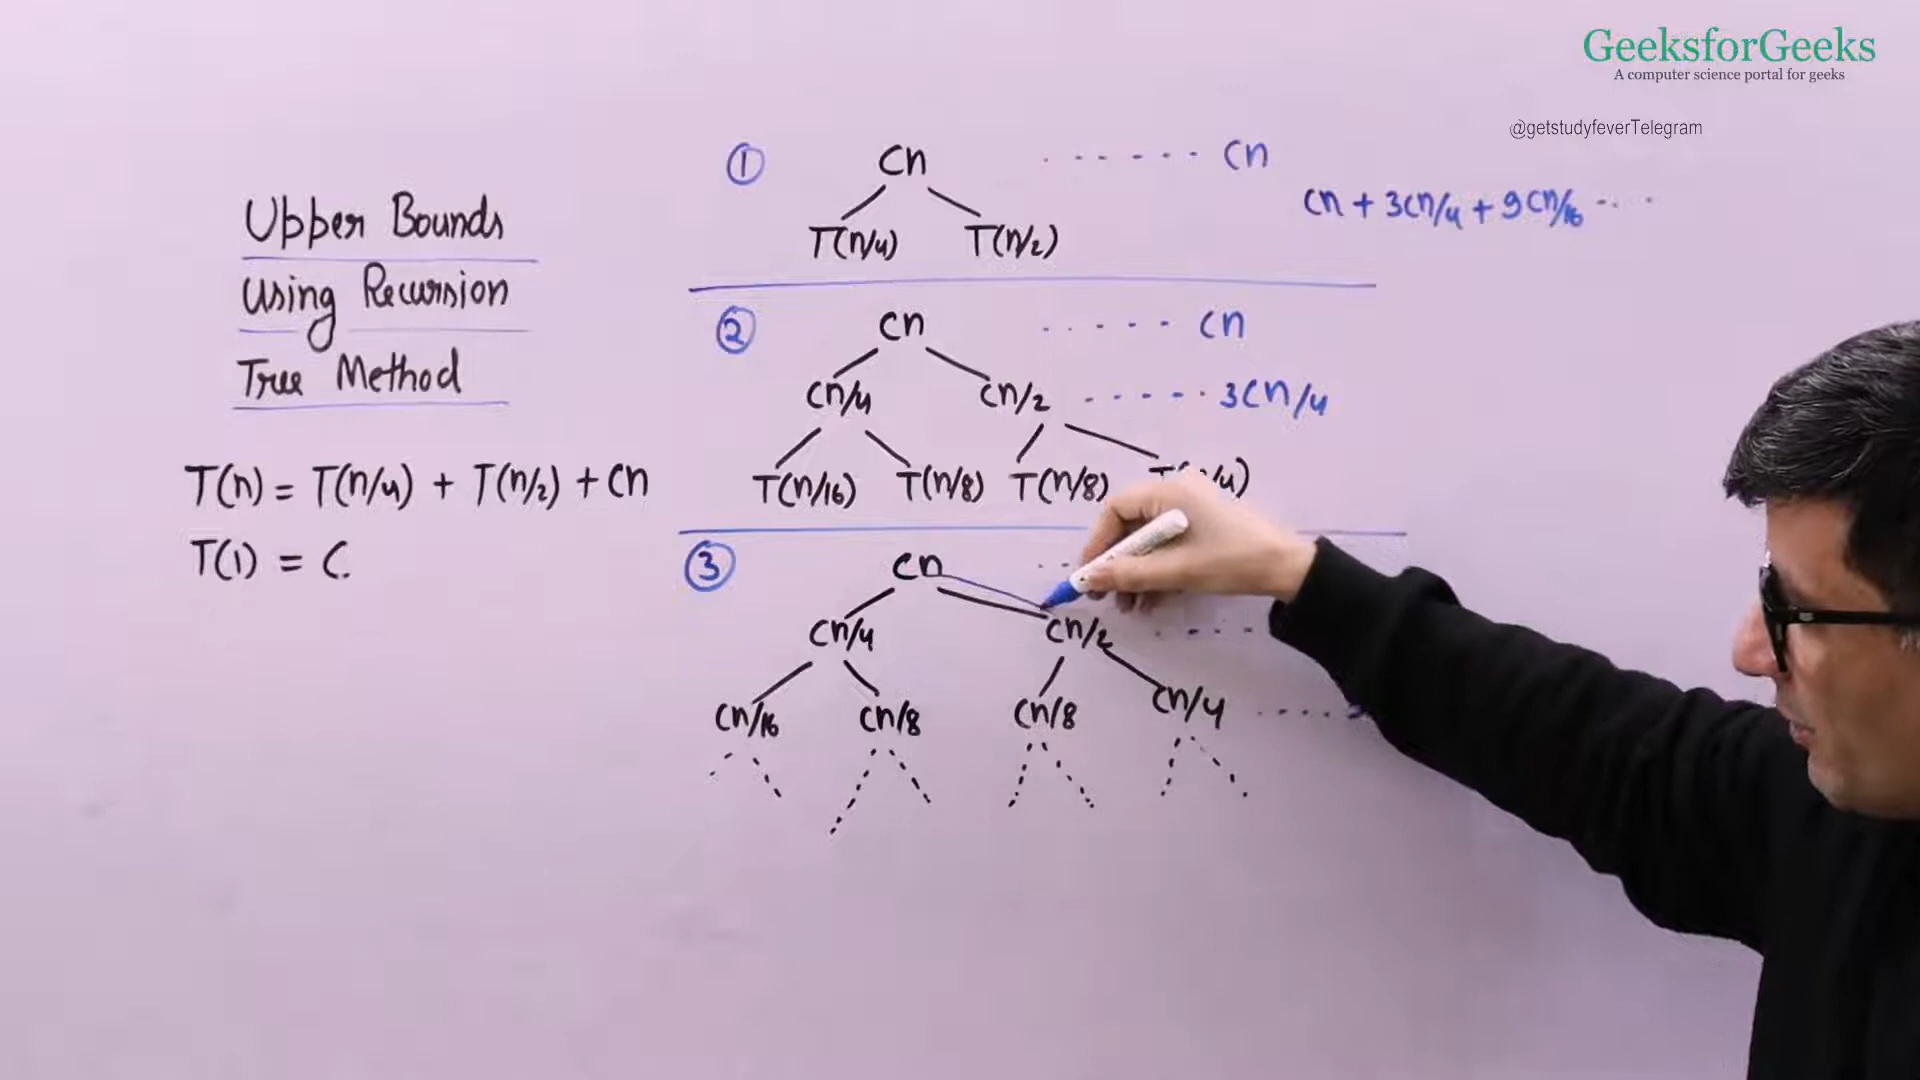 GeeksforGeeks
A computer science portal for geeks
@getstudyfeverTelegram
Upper Bounds
Using Recursion
Tree Method
T(n) = T(n/4) + T(n/2) + Cn
T(1) = C.
① Cn ------ Cn
T(n/4) T(n/2)
Cn + 3Cn/4 + 9Cn/16 ....
② Cn ..... Cn
Cn/4 Cn/2 ...... 3Cn/4
T(n/16) T(n/8) T(n/8)
③ Cn
Cn/4 Cn/2
Cn/16 Cn/8 Cn/8 Cn/4